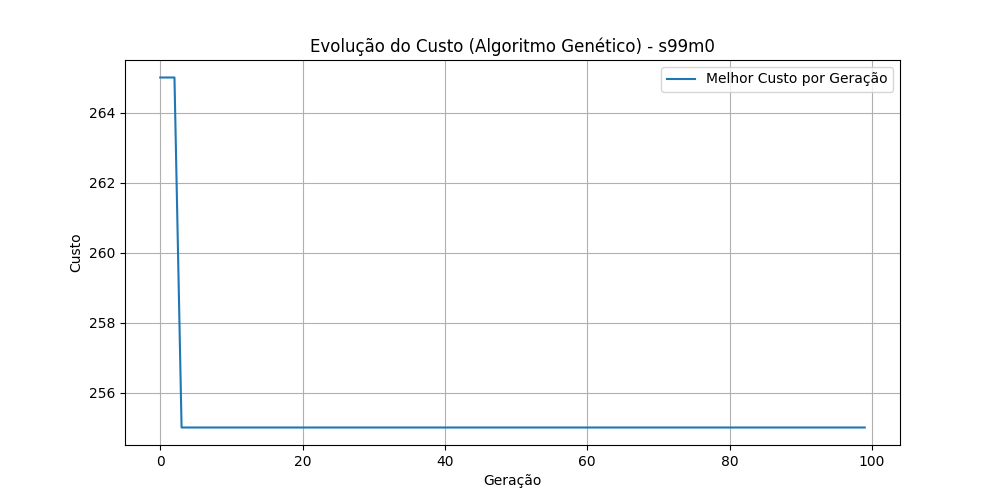 Evolução do Custo (Algoritmo Genético) - s99m0
Melhor Custo por Geração
264
262
260
258
256
Custo
0 20 40 60 80 100
Geração